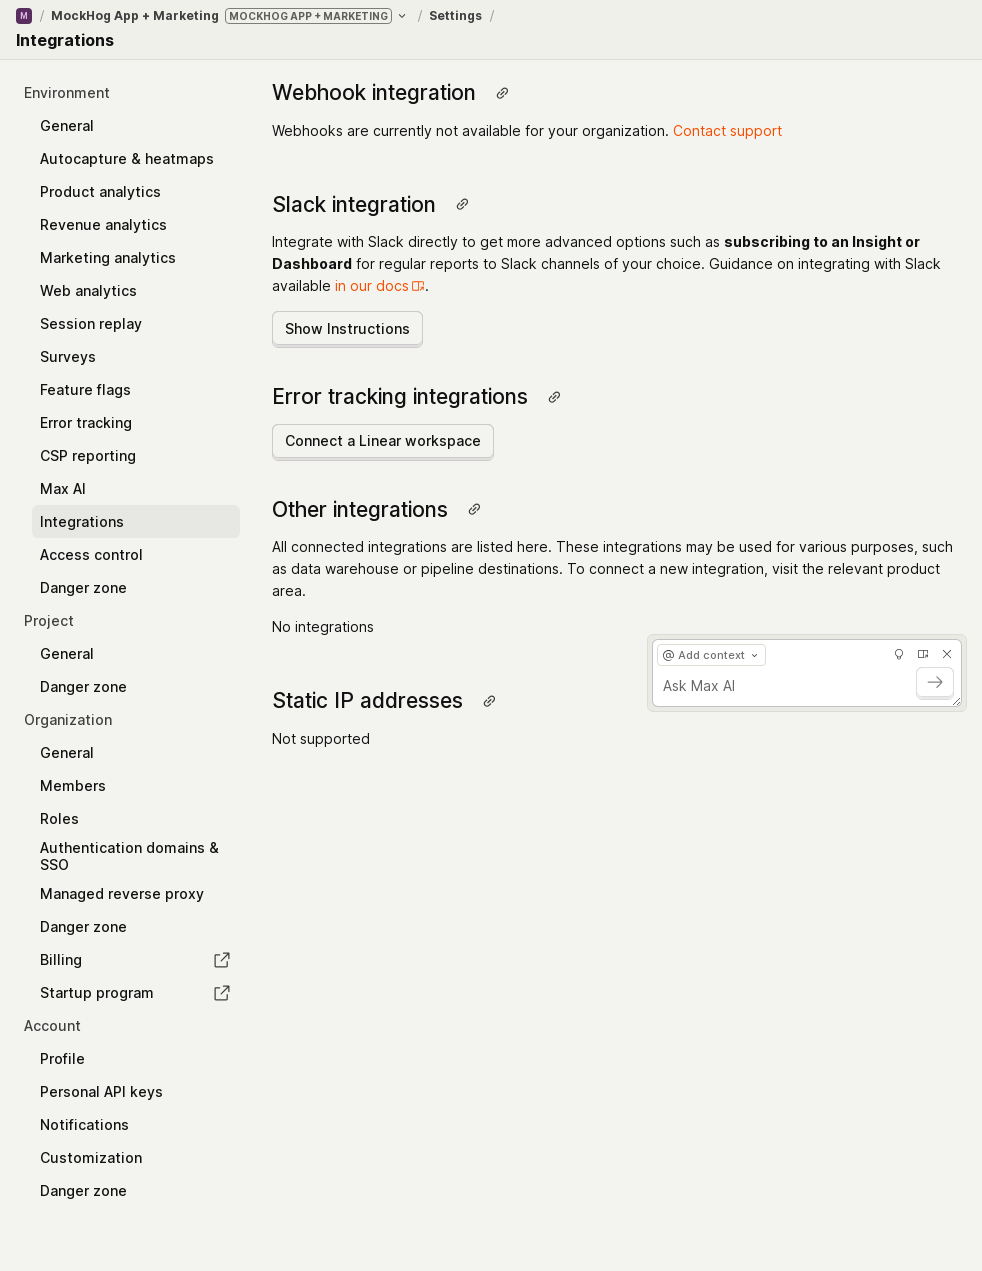 M / MockHog App + Marketing MOCKHOG APP + MARKETING / Settings /
Integrations
Environment
General
Autocapture & heatmaps
Product analytics
Revenue analytics
Marketing analytics
Web analytics
Session replay
Surveys
Feature flags
Error tracking
CSP reporting
Max AI
Integrations
Access control
Danger zone
Project
General
Danger zone
Organization
General
Members
Roles
Authentication domains &
SSO
Managed reverse proxy
Danger zone
Billing
Startup program
Account
Profile
Personal API keys
Notifications
Customization
Danger zone
Webhook integration
Webhooks are currently not available for your organization. Contact support
Slack integration
Integrate with Slack directly to get more advanced options such as subscribing to an Insight or
Dashboard for regular reports to Slack channels of your choice. Guidance on integrating with Slack
available in our docs.
Show Instructions
Error tracking integrations
Connect a Linear workspace
Other integrations
All connected integrations are listed here. These integrations may be used for various purposes, such
as data warehouse or pipeline destinations. To connect a new integration, visit the relevant product
area.
No integrations
Static IP addresses
Not supported
@ Add context
Ask Max AI